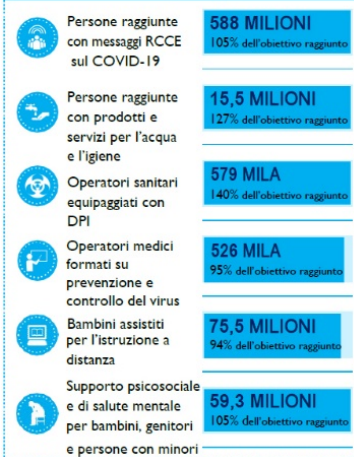 Persone raggiunte
con messaggi RCCE
sul COVID-19
588 MILIONI
105% dell'obiettivo raggiunto
Persone raggiunte
con prodotti e
servizi per l'acqua
e l'igiene
15,5 MILIONI
127% dell'obiettivo raggiunto
Operatori sanitari
equipaggiati con
DPI
579 MILA
140% dell'obiettivo raggiunto
Operatori medici
formati su
prevenzione e
controllo del virus
526 MILA
95% dell'obiettivo raggiunto
Bambini assistiti
per l'istruzione a
distanza
75,5 MILIONI
94% dell'obiettivo raggiunto
Supporto psicosociale
e di salute mentale
per bambini, genitori
e persone con minori
59,3 MILIONI
105% dell'obiettivo raggiunto